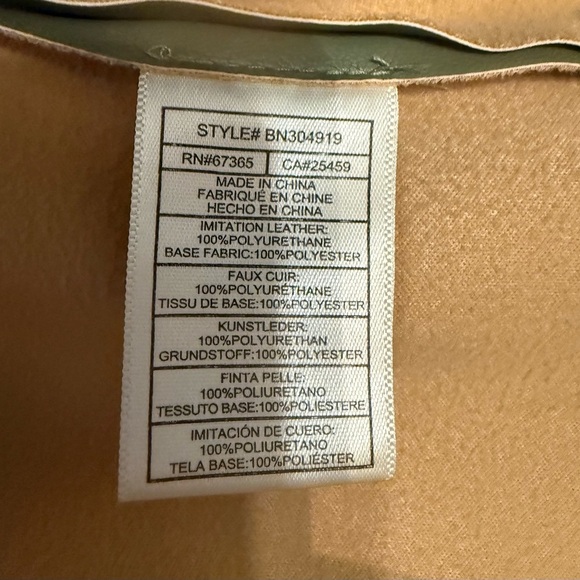 STYLE# BN304919
RN#67365 CA#25459
MADE IN CHINA
FABRIQUÉ EN CHINE
HECHO EN CHINA
IMITATION LEATHER:
100%POLYURETHANE
BASE FABRIC:100%POLYESTER
FAUX CUIR:
100%POLYURÉTHANE
TISSU DE BASE:100%POLYESTER
KUNSTLEDER:
100%POLYURETHAN
GRUNDSTOFF:100%POLYESTER
FINTA PELLE:
100%POLIURETANO
TESSUTO BASE:100%POLIESTERE
IMITACIÓN DE CUERO:
100%POLIURETANO
TELA BASE:100%POLIÉSTER